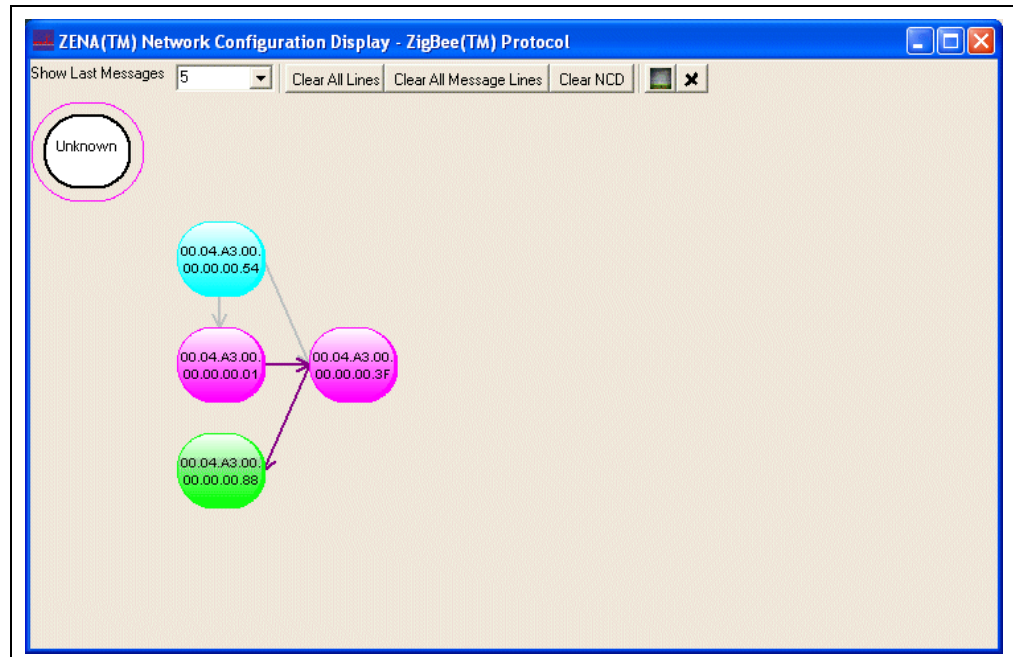 ZENA(TM) Network Configuration Display - ZigBee(TM) Protocol
Show Last Messages 5 Clear All Lines Clear All Message Lines Clear NCD
Unknown
00.04.A3.00.
00.00.00.54
00.04.A3.00.
00.00.00.01
00.04.A3.00.
00.00.00.3F
00.04.A3.00.
00.00.00.88